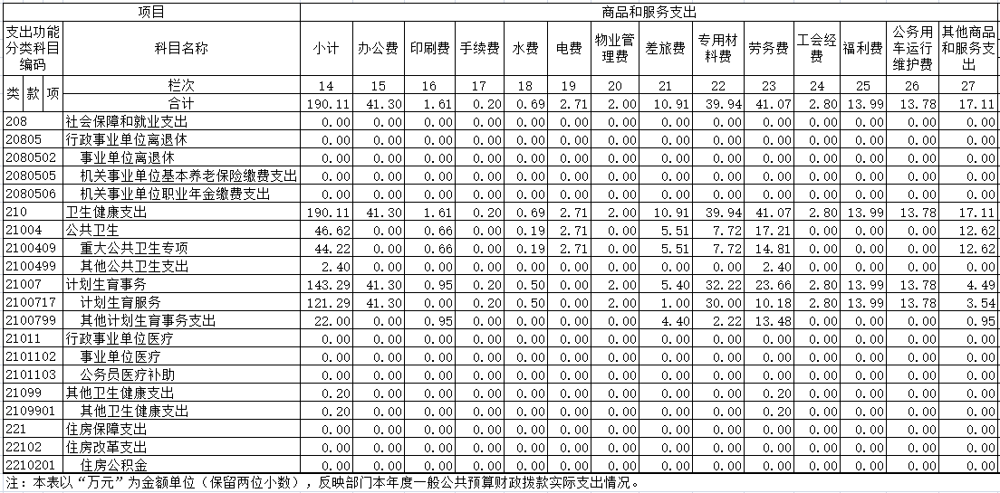 项目 商品和服务支出
支出功能分类科目编码 科目名称 小计 办公费 印刷费 手续费 水费 电费 物业管理费 差旅费 专用材料费 劳务费 工会经费 福利费 公务用车运行维护费 其他商品和服务支出
类 款 项 栏次 14 15 16 17 18 19 20 21 22 23 24 25 26 27
合计 190.11 41.30 1.61 0.20 0.69 2.71 2.00 10.91 39.94 41.07 2.80 13.99 13.78 17.11
208 社会保障和就业支出 0.00 0.00 0.00 0.00 0.00 0.00 0.00 0.00 0.00 0.00 0.00 0.00 0.00 0.00
20805 行政事业单位离退休 0.00 0.00 0.00 0.00 0.00 0.00 0.00 0.00 0.00 0.00 0.00 0.00 0.00 0.00
2080502 事业单位离退休 0.00 0.00 0.00 0.00 0.00 0.00 0.00 0.00 0.00 0.00 0.00 0.00 0.00 0.00
2080505 机关事业单位基本养老保险缴费支出 0.00 0.00 0.00 0.00 0.00 0.00 0.00 0.00 0.00 0.00 0.00 0.00 0.00 0.00
2080506 机关事业单位职业年金缴费支出 0.00 0.00 0.00 0.00 0.00 0.00 0.00 0.00 0.00 0.00 0.00 0.00 0.00 0.00
210 卫生健康支出 190.11 41.30 1.61 0.20 0.69 2.71 2.00 10.91 39.94 41.07 2.80 13.99 13.78 17.11
21004 公共卫生 46.62 0.00 0.66 0.00 0.19 2.71 0.00 5.51 7.72 17.21 0.00 0.00 0.00 12.62
2100409 重大公共卫生专项 44.22 0.00 0.66 0.00 0.19 2.71 0.00 5.51 7.72 14.81 0.00 0.00 0.00 12.62
2100499 其他公共卫生支出 2.40 0.00 0.00 0.00 0.00 0.00 0.00 0.00 0.00 2.40 0.00 0.00 0.00 0.00
21007 计划生育事务 143.29 41.30 0.95 0.20 0.50 0.00 2.00 5.40 32.22 23.66 2.80 13.99 13.78 4.49
2100717 计划生育服务 121.29 41.30 0.00 0.20 0.50 0.00 2.00 1.00 30.00 10.18 2.80 13.99 13.78 3.54
2100799 其他计划生育事务支出 22.00 0.00 0.95 0.00 0.00 0.00 0.00 4.40 2.22 13.48 0.00 0.00 0.00 0.95
21011 行政事业单位医疗 0.00 0.00 0.00 0.00 0.00 0.00 0.00 0.00 0.00 0.00 0.00 0.00 0.00 0.00
2101102 事业单位医疗 0.00 0.00 0.00 0.00 0.00 0.00 0.00 0.00 0.00 0.00 0.00 0.00 0.00 0.00
2101103 公务员医疗补助 0.00 0.00 0.00 0.00 0.00 0.00 0.00 0.00 0.00 0.00 0.00 0.00 0.00 0.00
21099 其他卫生健康支出 0.20 0.00 0.00 0.00 0.00 0.00 0.00 0.00 0.00 0.20 0.00 0.00 0.00 0.00
2109901 其他卫生健康支出 0.20 0.00 0.00 0.00 0.00 0.00 0.00 0.00 0.00 0.20 0.00 0.00 0.00 0.00
221 住房保障支出 0.00 0.00 0.00 0.00 0.00 0.00 0.00 0.00 0.00 0.00 0.00 0.00 0.00 0.00
22102 住房改革支出 0.00 0.00 0.00 0.00 0.00 0.00 0.00 0.00 0.00 0.00 0.00 0.00 0.00 0.00
2210201 住房公积金 0.00 0.00 0.00 0.00 0.00 0.00 0.00 0.00 0.00 0.00 0.00 0.00 0.00 0.00
注：本表以“万元”为金额单位（保留两位小数），反映部门本年度一般公共预算财政拨款实际支出情况。